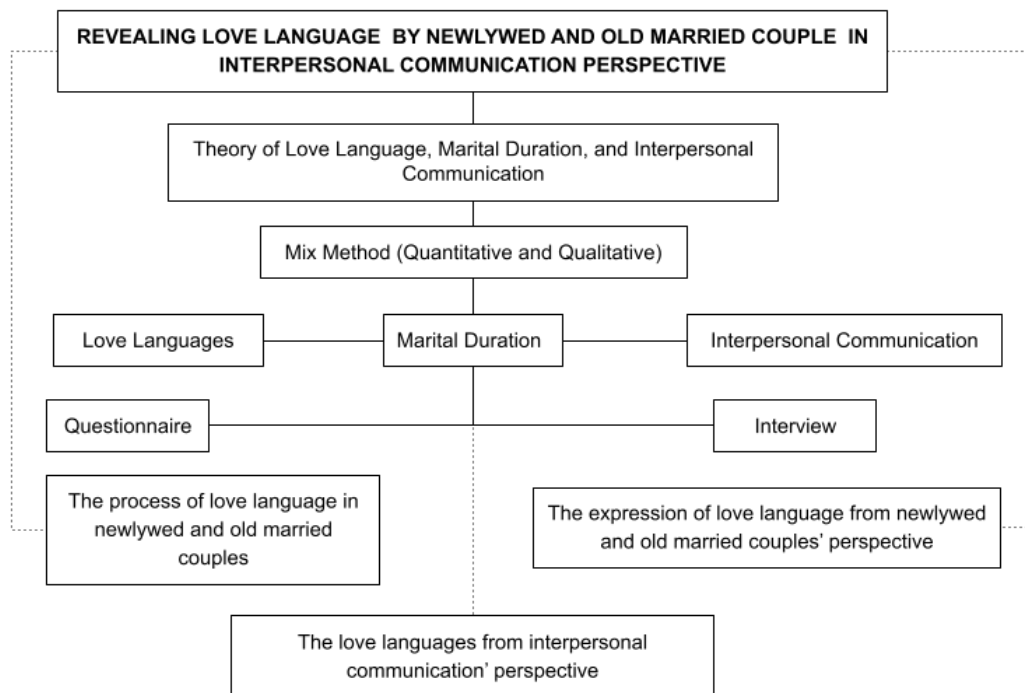 REVEALING LOVE LANGUAGE BY NEWLYWED AND OLD MARRIED COUPLE IN
INTERPERSONAL COMMUNICATION PERSPECTIVE
Theory of Love Language, Marital Duration, and Interpersonal
Communication
Mix Method (Quantitative and Qualitative)
Love Languages
Marital Duration
Interpersonal Communication
Questionnaire
Interview
The process of love language in
newlywed and old married
couples
The expression of love language from newlywed
and old married couples’ perspective
The love languages from interpersonal
communication’ perspective